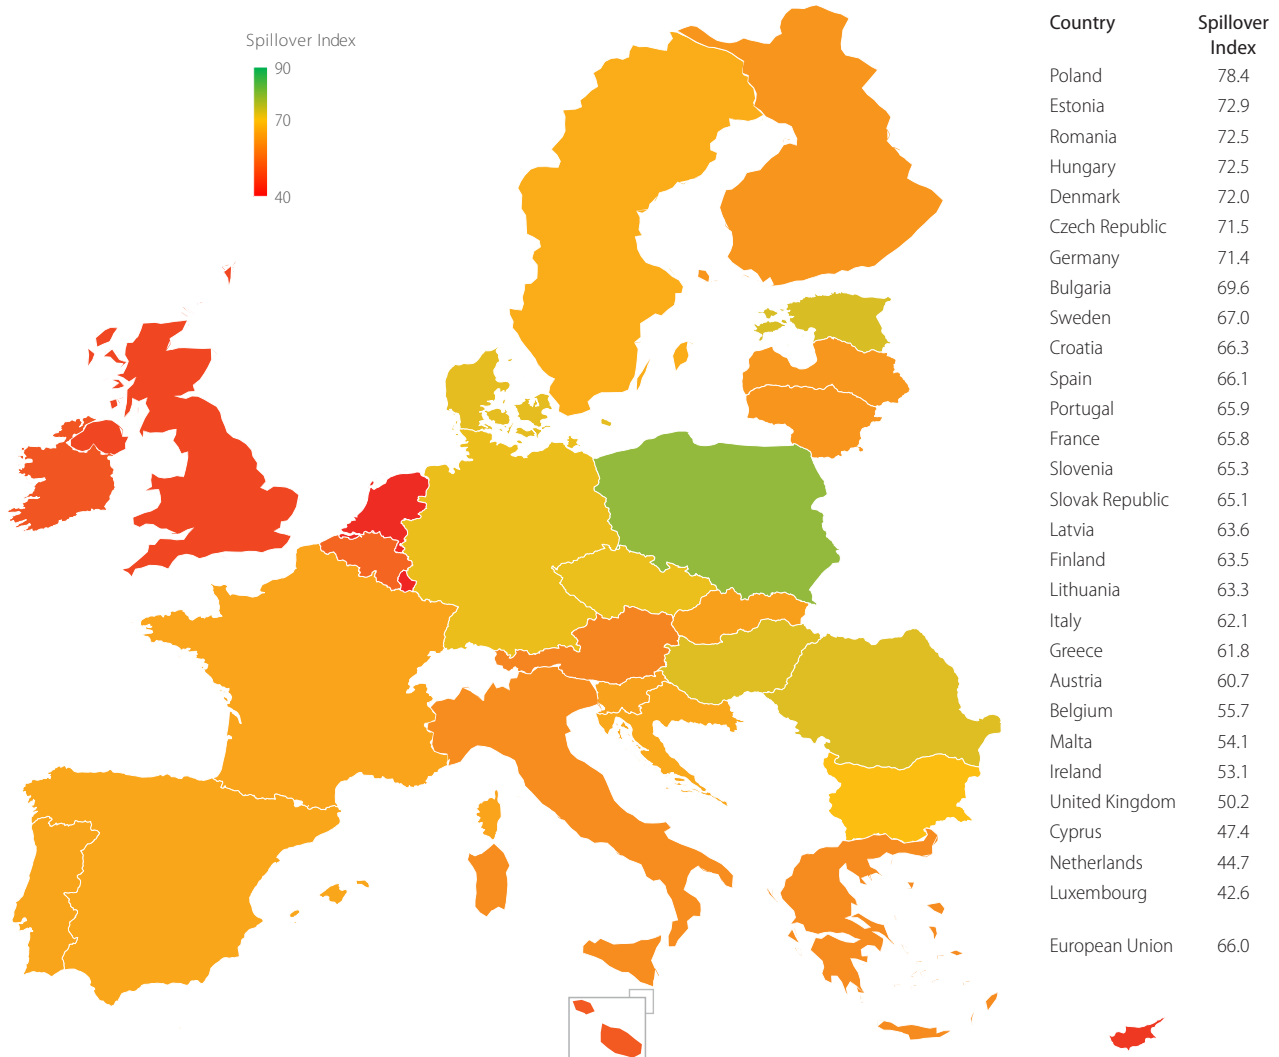 Spillover Index
90
70
40
Country Spillover
Index
Poland 78.4
Estonia 72.9
Romania 72.5
Hungary 72.5
Denmark 72.0
Czech Republic 71.5
Germany 71.4
Bulgaria 69.6
Sweden 67.0
Croatia 66.3
Spain 66.1
Portugal 65.9
France 65.8
Slovenia 65.3
Slovak Republic 65.1
Latvia 63.6
Finland 63.5
Lithuania 63.3
Italy 62.1
Greece 61.8
Austria 60.7
Belgium 55.7
Malta 54.1
Ireland 53.1
United Kingdom 50.2
Cyprus 47.4
Netherlands 44.7
Luxembourg 42.6
European Union 66.0